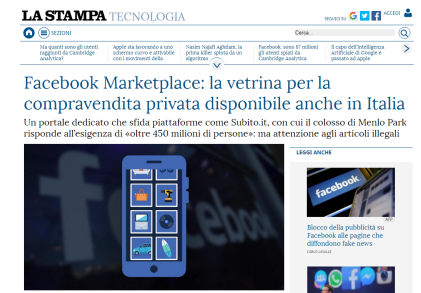 LA STAMPA TECNOLOGIA
SEGUICI SU
ACCEDI
SEZIONI
Cerca...
Ma quanti sono gli utenti
raggiunti da Cambridge
Analytica?
Apple sta lavorando a uno
schermo curvo e attivabile
con i movimenti della
Nasim Najafi Aghdam, la
prima killer spinta da un
algoritmo
Facebook, sono 87 milioni
gli utenti spiati da
Cambridge Analytica
Il capo dell'Intelligenza
Artificiale di Google è
passato ad Apple
Facebook Marketplace: la vetrina per la
compravendita privata disponibile anche in Italia
Un portale dedicato che sfida piattaforme come Subito.it, con cui il colosso di Menlo Park
risponde all'esigenza di «oltre 450 milioni di persone»: ma attenzione agli articoli illegali
LEGGI ANCHE
facebook
Blocco della pubblicità su
Facebook alle pagine che
diffondono fake news